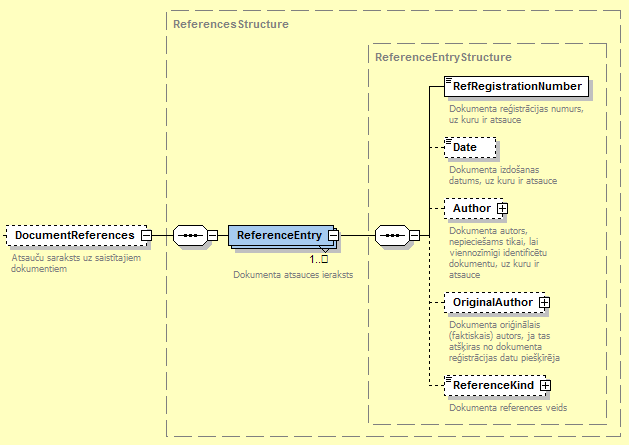 ReferencesStructure
ReferenceEntryStructure
RefRegistrationNumber
Dokumenta reģistrācijas numurs,
uz kuru ir atsauce
Date
Dokumenta izdošanas
datums, uz kuru ir atsauce
Author
Dokumenta autors,
nepieciešams tikai, lai
viennozīmīgi identificētu
dokumentu, uz kuru ir
atsauce
DocumentReferences
Atsauču saraksts uz saistītajiem
dokumentiem
ReferenceEntry
1..
Dokumenta atsauces ieraksts
OriginalAuthor
Dokumenta oriģinālais
(faktiskais) autors, ja tas
atšķiras no dokumenta
reģistrācijas datu piešķīrēja
ReferenceKind
Dokumenta references veids